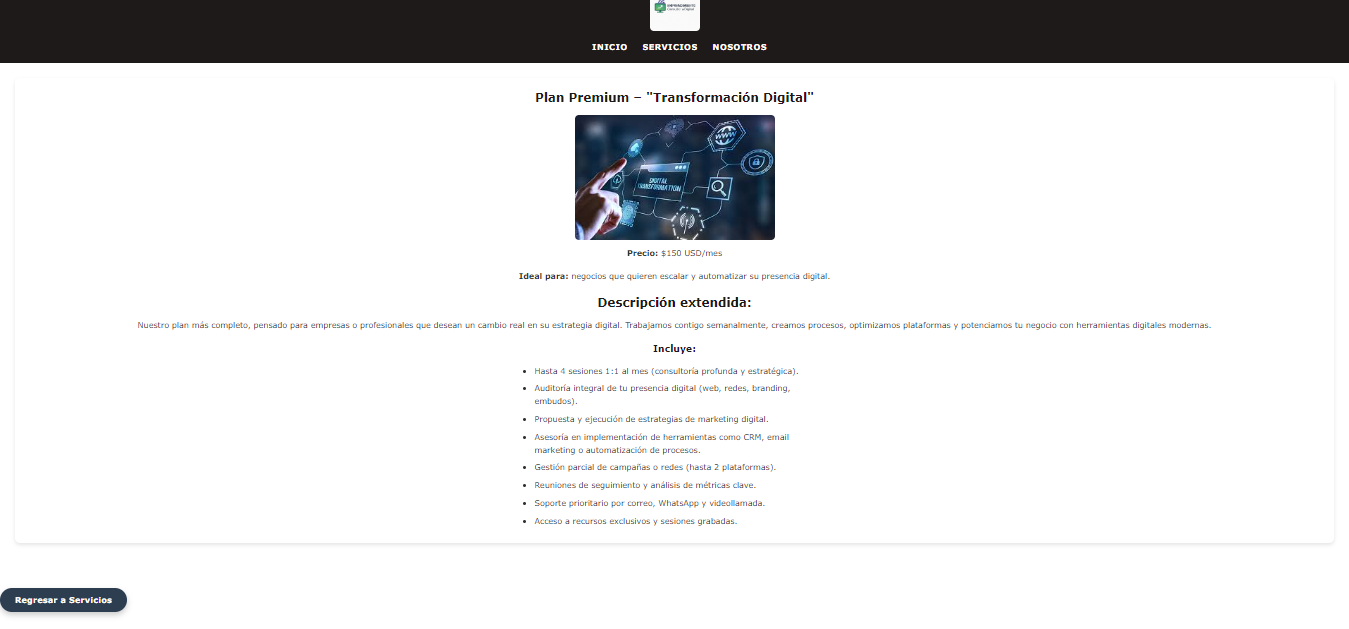 INICIO SERVICIOS NOSOTROS
Plan Premium – "Transformación Digital"
WWW
DIGITAL
TRANSFORMATION
Precio: $150 USD/mes
Ideal para: negocios que quieren escalar y automatizar su presencia digital.
Descripción extendida:
Nuestro plan más completo, pensado para empresas o profesionales que desean un cambio real en su estrategia digital. Trabajamos contigo semanalmente, creamos procesos, optimizamos plataformas y potenciamos tu negocio con herramientas digitales modernas.
Incluye:
• Hasta 4 sesiones 1:1 al mes (consultoría profunda y estratégica).
• Auditoría integral de tu presencia digital (web, redes, branding,
embudos).
• Propuesta y ejecución de estrategias de marketing digital.
• Asesoría en implementación de herramientas como CRM, email
marketing o automatización de procesos.
• Gestión parcial de campañas o redes (hasta 2 plataformas).
• Reuniones de seguimiento y análisis de métricas clave.
• Soporte prioritario por correo, WhatsApp y videollamada.
• Acceso a recursos exclusivos y sesiones grabadas.
Regresar a Servicios